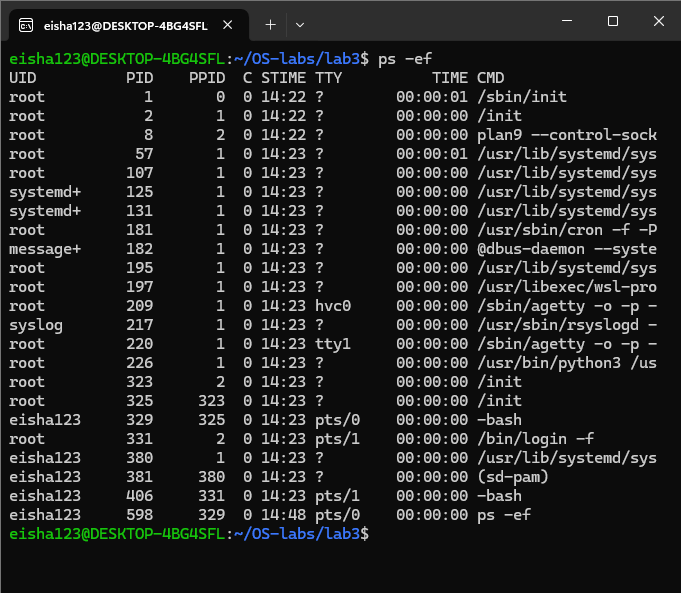 eisha123@DESKTOP-4BG4SFL
eisha123@DESKTOP-4BG4SFL:~/OS-labs/lab3$ ps -ef
UID          PID    PPID  C STIME TTY          TIME CMD
root           1       0  0 14:22 ?        00:00:01 /sbin/init
root           2       1  0 14:22 ?        00:00:00 /init
root           8       2  0 14:22 ?        00:00:00 plan9 --control-sock
root          57       1  0 14:23 ?        00:00:01 /usr/lib/systemd/sys
root         107       1  0 14:23 ?        00:00:00 /usr/lib/systemd/sys
systemd+     125       1  0 14:23 ?        00:00:00 /usr/lib/systemd/sys
systemd+     131       1  0 14:23 ?        00:00:00 /usr/lib/systemd/sys
root         181       1  0 14:23 ?        00:00:00 /usr/sbin/cron -f -P
message+     182       1  0 14:23 ?        00:00:00 @dbus-daemon --syste
root         195       1  0 14:23 ?        00:00:00 /usr/lib/systemd/sys
root         197       1  0 14:23 ?        00:00:00 /usr/libexec/wsl-pro
root         209       1  0 14:23 hvc0     00:00:00 /sbin/agetty -o -p -
syslog       217       1  0 14:23 ?        00:00:00 /usr/sbin/rsyslogd -
root         220       1  0 14:23 tty1     00:00:00 /sbin/agetty -o -p -
root         226       1  0 14:23 ?        00:00:00 /usr/bin/python3 /us
root         323       2  0 14:23 ?        00:00:00 /init
root         325     323  0 14:23 ?        00:00:00 /init
eisha123     329     325  0 14:23 pts/0    00:00:00 -bash
root         331       2  0 14:23 pts/1    00:00:00 /bin/login -f
eisha123     380       1  0 14:23 ?        00:00:00 /usr/lib/systemd/sys
eisha123     381     380  0 14:23 ?        00:00:00 (sd-pam)
eisha123     406     331  0 14:23 pts/1    00:00:00 -bash
eisha123     598     329  0 14:48 pts/0    00:00:00 ps -ef
eisha123@DESKTOP-4BG4SFL:~/OS-labs/lab3$